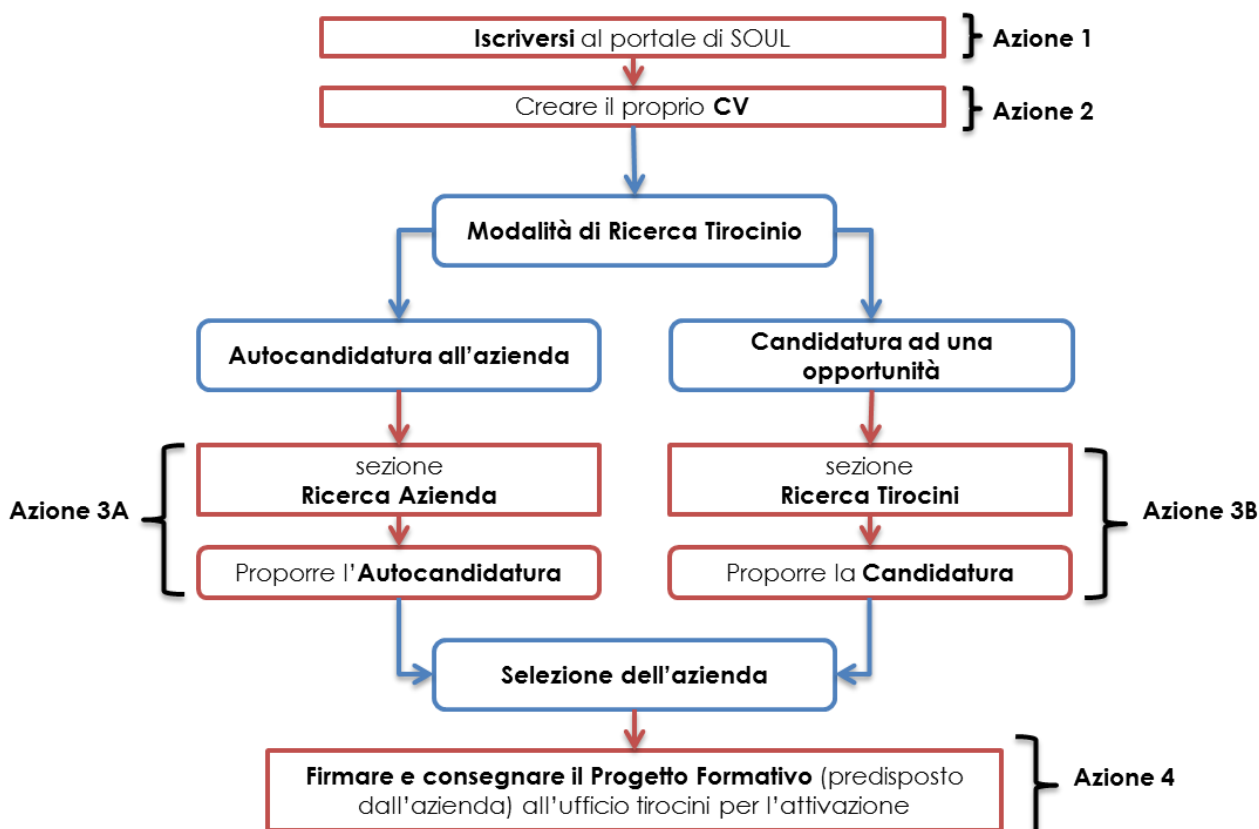 Iscriversi al portale di SOUL
Azione 1
Creare il proprio CV
Azione 2
Modalità di Ricerca Tirocinio
Autocandidatura all’azienda
Candidatura ad una
opportunità
sezione
Ricerca Azienda
sezione
Ricerca Tirocini
Azione 3A
Azione 3B
Proporre l’Autocandidatura
Proporre la Candidatura
Selezione dell’azienda
Firmare e consegnare il Progetto Formativo (predisposto
dall’azienda) all’ufficio tirocini per l’attivazione
Azione 4